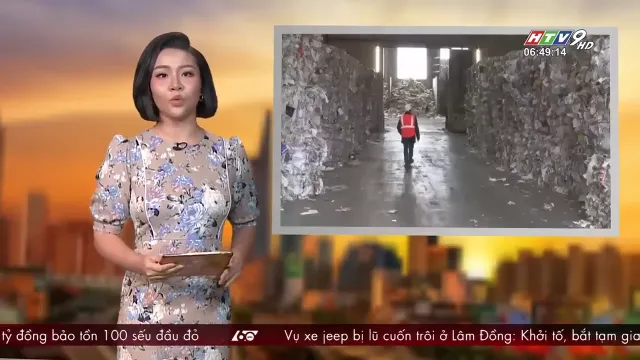 HTV9 HD
06:49:14
tỷ đồng bảo tồn 100 sếu đầu đỏ 60 Vụ xe jeep bị lũ cuốn trôi ở Lâm Đồng: Khởi tố, bắt tạm gia